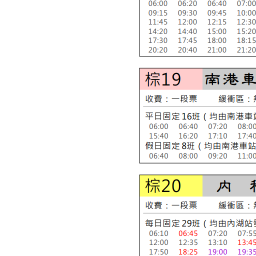 06:00 06:20 06:40 07:00
09:15 09:30 09:45 10:00
11:45 12:00 12:15 12:30
14:20 14:40 15:00 15:20
17:30 17:45 18:00 18:15
20:20 20:40 21:00 21:20
棕19 南港車
收費：一段票 緩衝區：
平日固定16班（均由南港車站
06:00 06:40 07:20 08:00
15:40 16:20 17:10 17:40
假日固定8班（均由南港車站
06:40 08:00 09:20 11:00
棕20 內
收費：一段票 緩衝區：
每日固定29班（均由內湖站
06:10 06:45 07:20 07:55
12:00 12:35 13:10 13:45
17:50 18:25 19:00 19:35